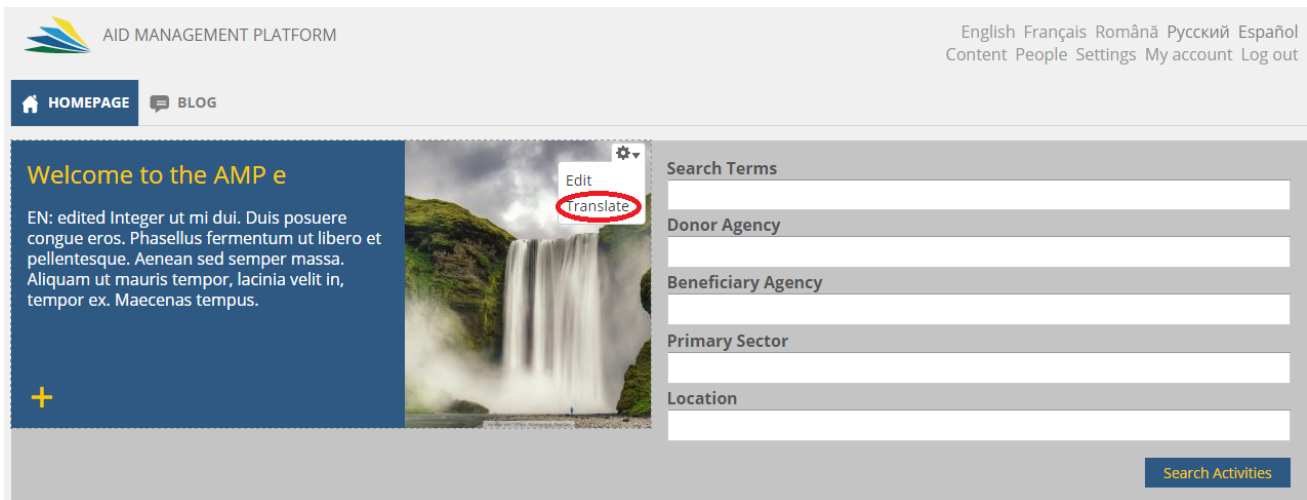 AID MANAGEMENT PLATFORM
English Français Română Русский Español
Content People Settings My account Log out
HOMEPAGE BLOG
Welcome to the AMP e
EN: edited Integer ut mi dui. Duis posuere
congue eros. Phasellus fermentum ut libero et
pellentesque. Aenean sed semper massa.
Aliquam ut mauris tempor, lacinia velit in,
tempor ex. Maecenas tempus.
+
Edit
Translate
Search Terms
Donor Agency
Beneficiary Agency
Primary Sector
Location
Search Activities